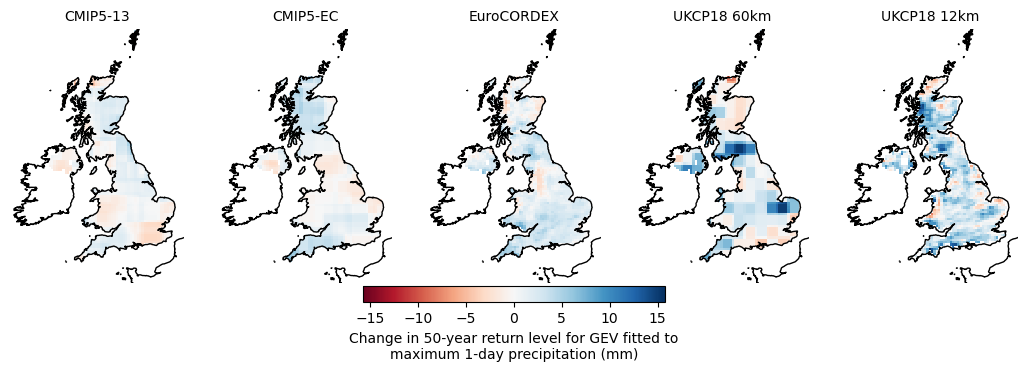 CMIP5-13
CMIP5-EC
EuroCORDEX
UKCP18 60km
UKCP18 12km
−15 −10 −5 0 5 10 15
Change in 50-year return level for GEV fitted to
maximum 1-day precipitation (mm)